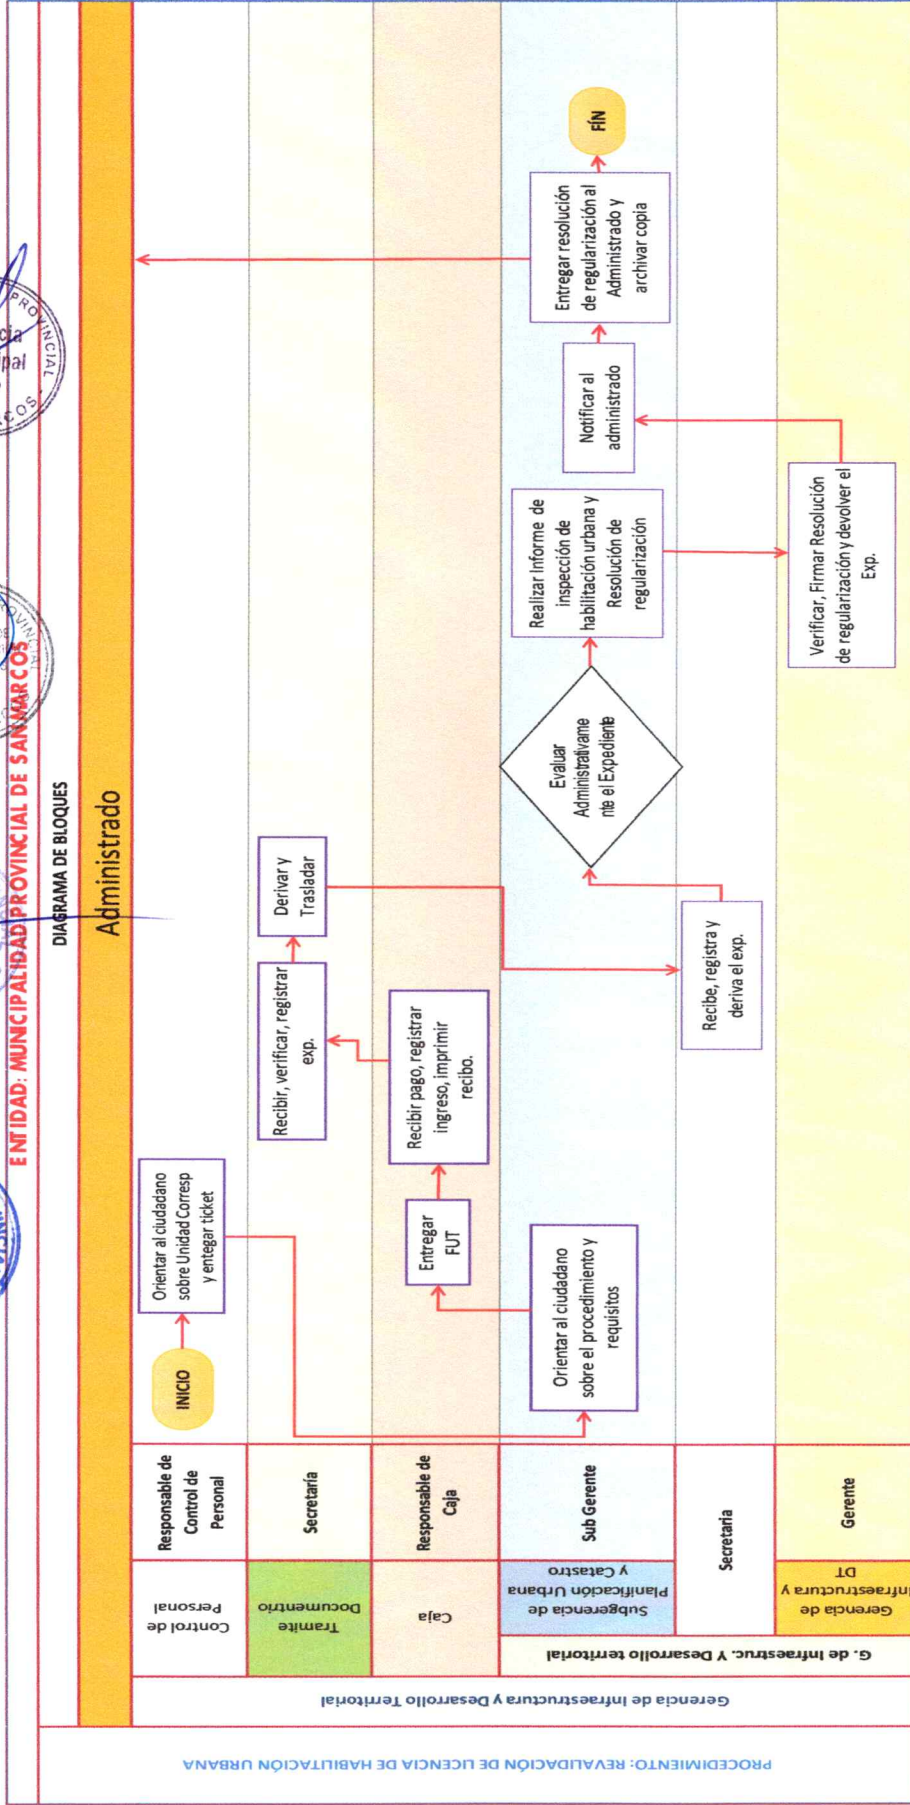 ENTIDAD: MUNICIPALIDAD PROVINCIAL DE SAN MARCOS
DIAGRAMA DE BLOQUES
Administrado
PROCEDIMIENTO: REVALIDACIÓN DE LICENCIA DE HABILITACIÓN URBANA
Gerencia de Infraestructura y Desarrollo Territorial
Control de
Personal
Responsable de
Control de
Personal
INICIO
Orientar al ciudadano
sobre Unidad Corresp
y entegar ticket
Tramite
Documentrio
Secretaría
Recibir, verificar, registrar
exp.
Derivar y
Trasladar
Caja
Responsable de
Caja
Entregar
FUT
Recibir pago, registrar
ingreso, imprimir
recibo.
G. de Infraestruc. Y Desarrollo territorial
Subgerencia de
Planificación Urbana
y Catastro
Sub Gerente
Orientar al ciudadano
sobre el procedimiento y
requisitos
Evaluar
Administrativame
nte el Expediente
Realizar Informe de
inspección de
habilitación urbana y
Resolución de
regularización
Notificar al
administrado
Entregar resolución
de regularización al
Administrado y
archivar copia
FÍN
Secretaria
Recibe, registra y
deriva el exp.
Gerencia de
Infraestructura y
DT
Gerente
Verificar, Firmar Resolución
de regularización y devolver el
Exp.
PROVINCIAL